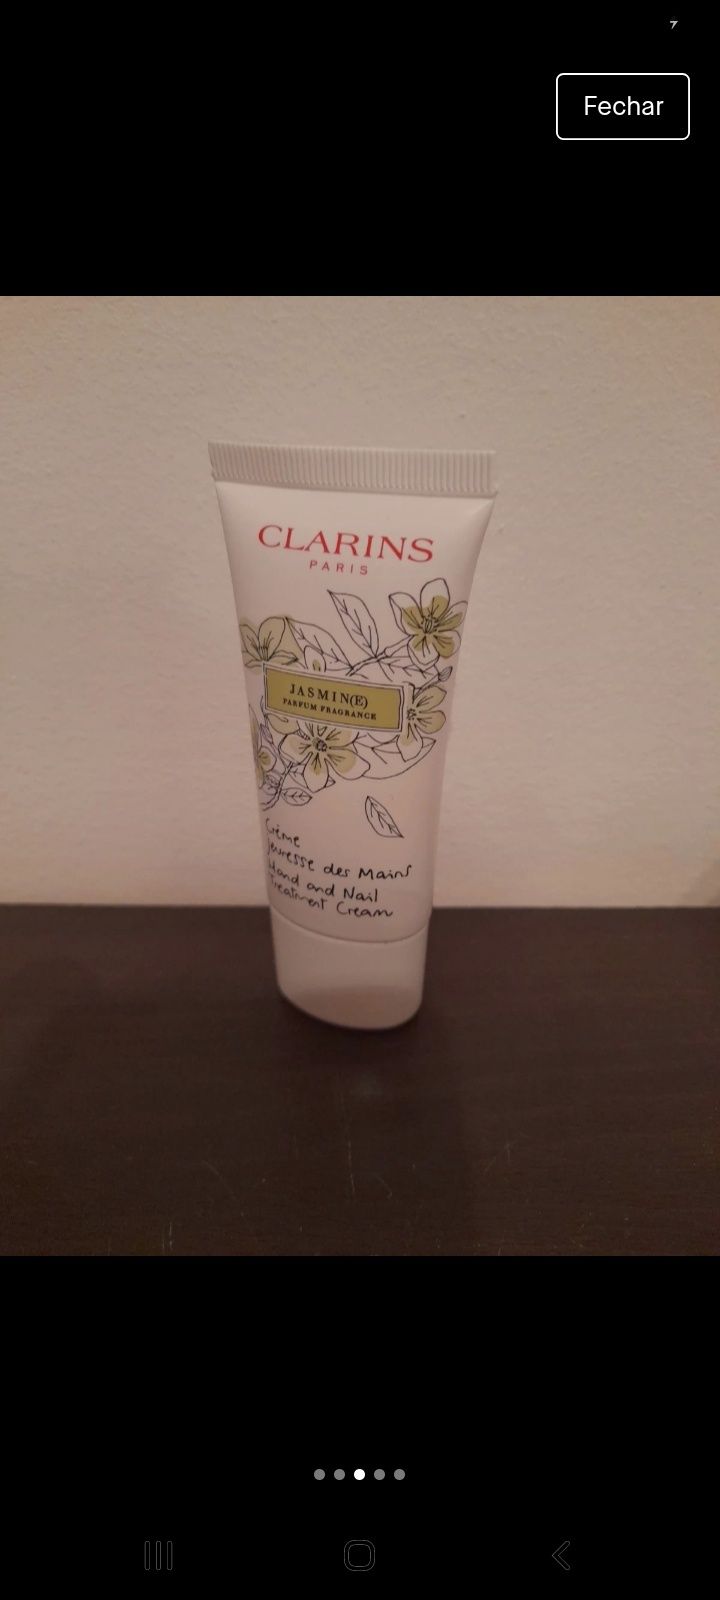 Fechar
CLARINS
PARIS
JASMIN(E)
PARFUM FRAGRANCE
Crème
Jeunesse des Mains
Hand and Nail
Treatment Cream